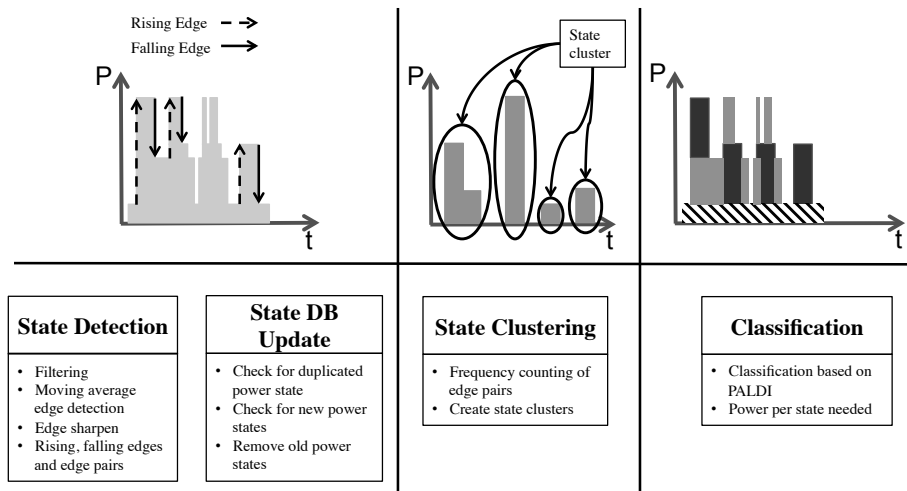 Rising Edge
Falling Edge
P
t
State
cluster
P
t
P
t
State Detection
• Filtering
• Moving average
edge detection
• Edge sharpen
• Rising, falling edges
and edge pairs
State DB
Update
• Check for duplicated
power state
• Check for new power
states
• Remove old power
states
State Clustering
• Frequency counting of
edge pairs
• Create state clusters
Classification
• Classification based on
PALDI
• Power per state needed